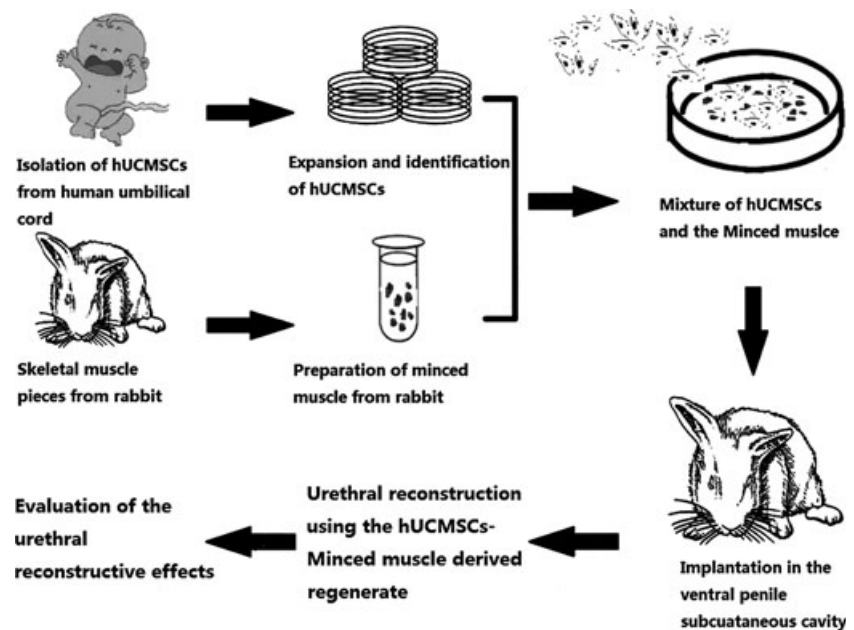 Isolation of hUCMSCs
from human umbilical
cord
Expansion and identification
of hUCMSCs
Mixture of hUCMSCs
and the Minced muslce
Skeletal muscle
pieces from rabbit
Preparation of minced
muscle from rabbit
Implantation in the
ventral penile
subcuataneous cavity
Urethral reconstruction
using the hUCMSCs-
Minced muscle derived
regenerate
Evaluation of the
urethral
reconstructive effects